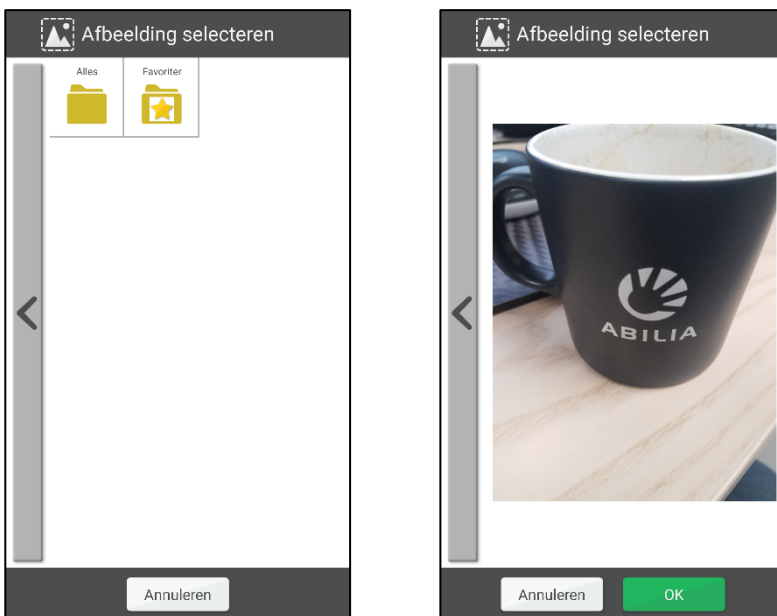 Afbeelding selecteren
Alles
Favoriter
Annuleren
Afbeelding selecteren
ABILIA
Annuleren
OK